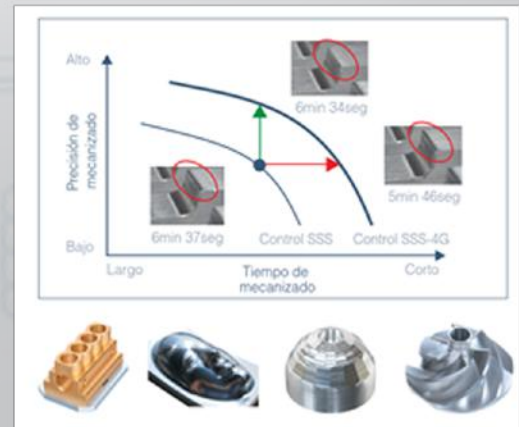 Alto
6min 34seg
Precisión de
mecanizado
5min 46seg
6min 37seg
Control SSS
Control SSS-4G
Bajo
Largo
Tiempo de
mecanizado
Corto